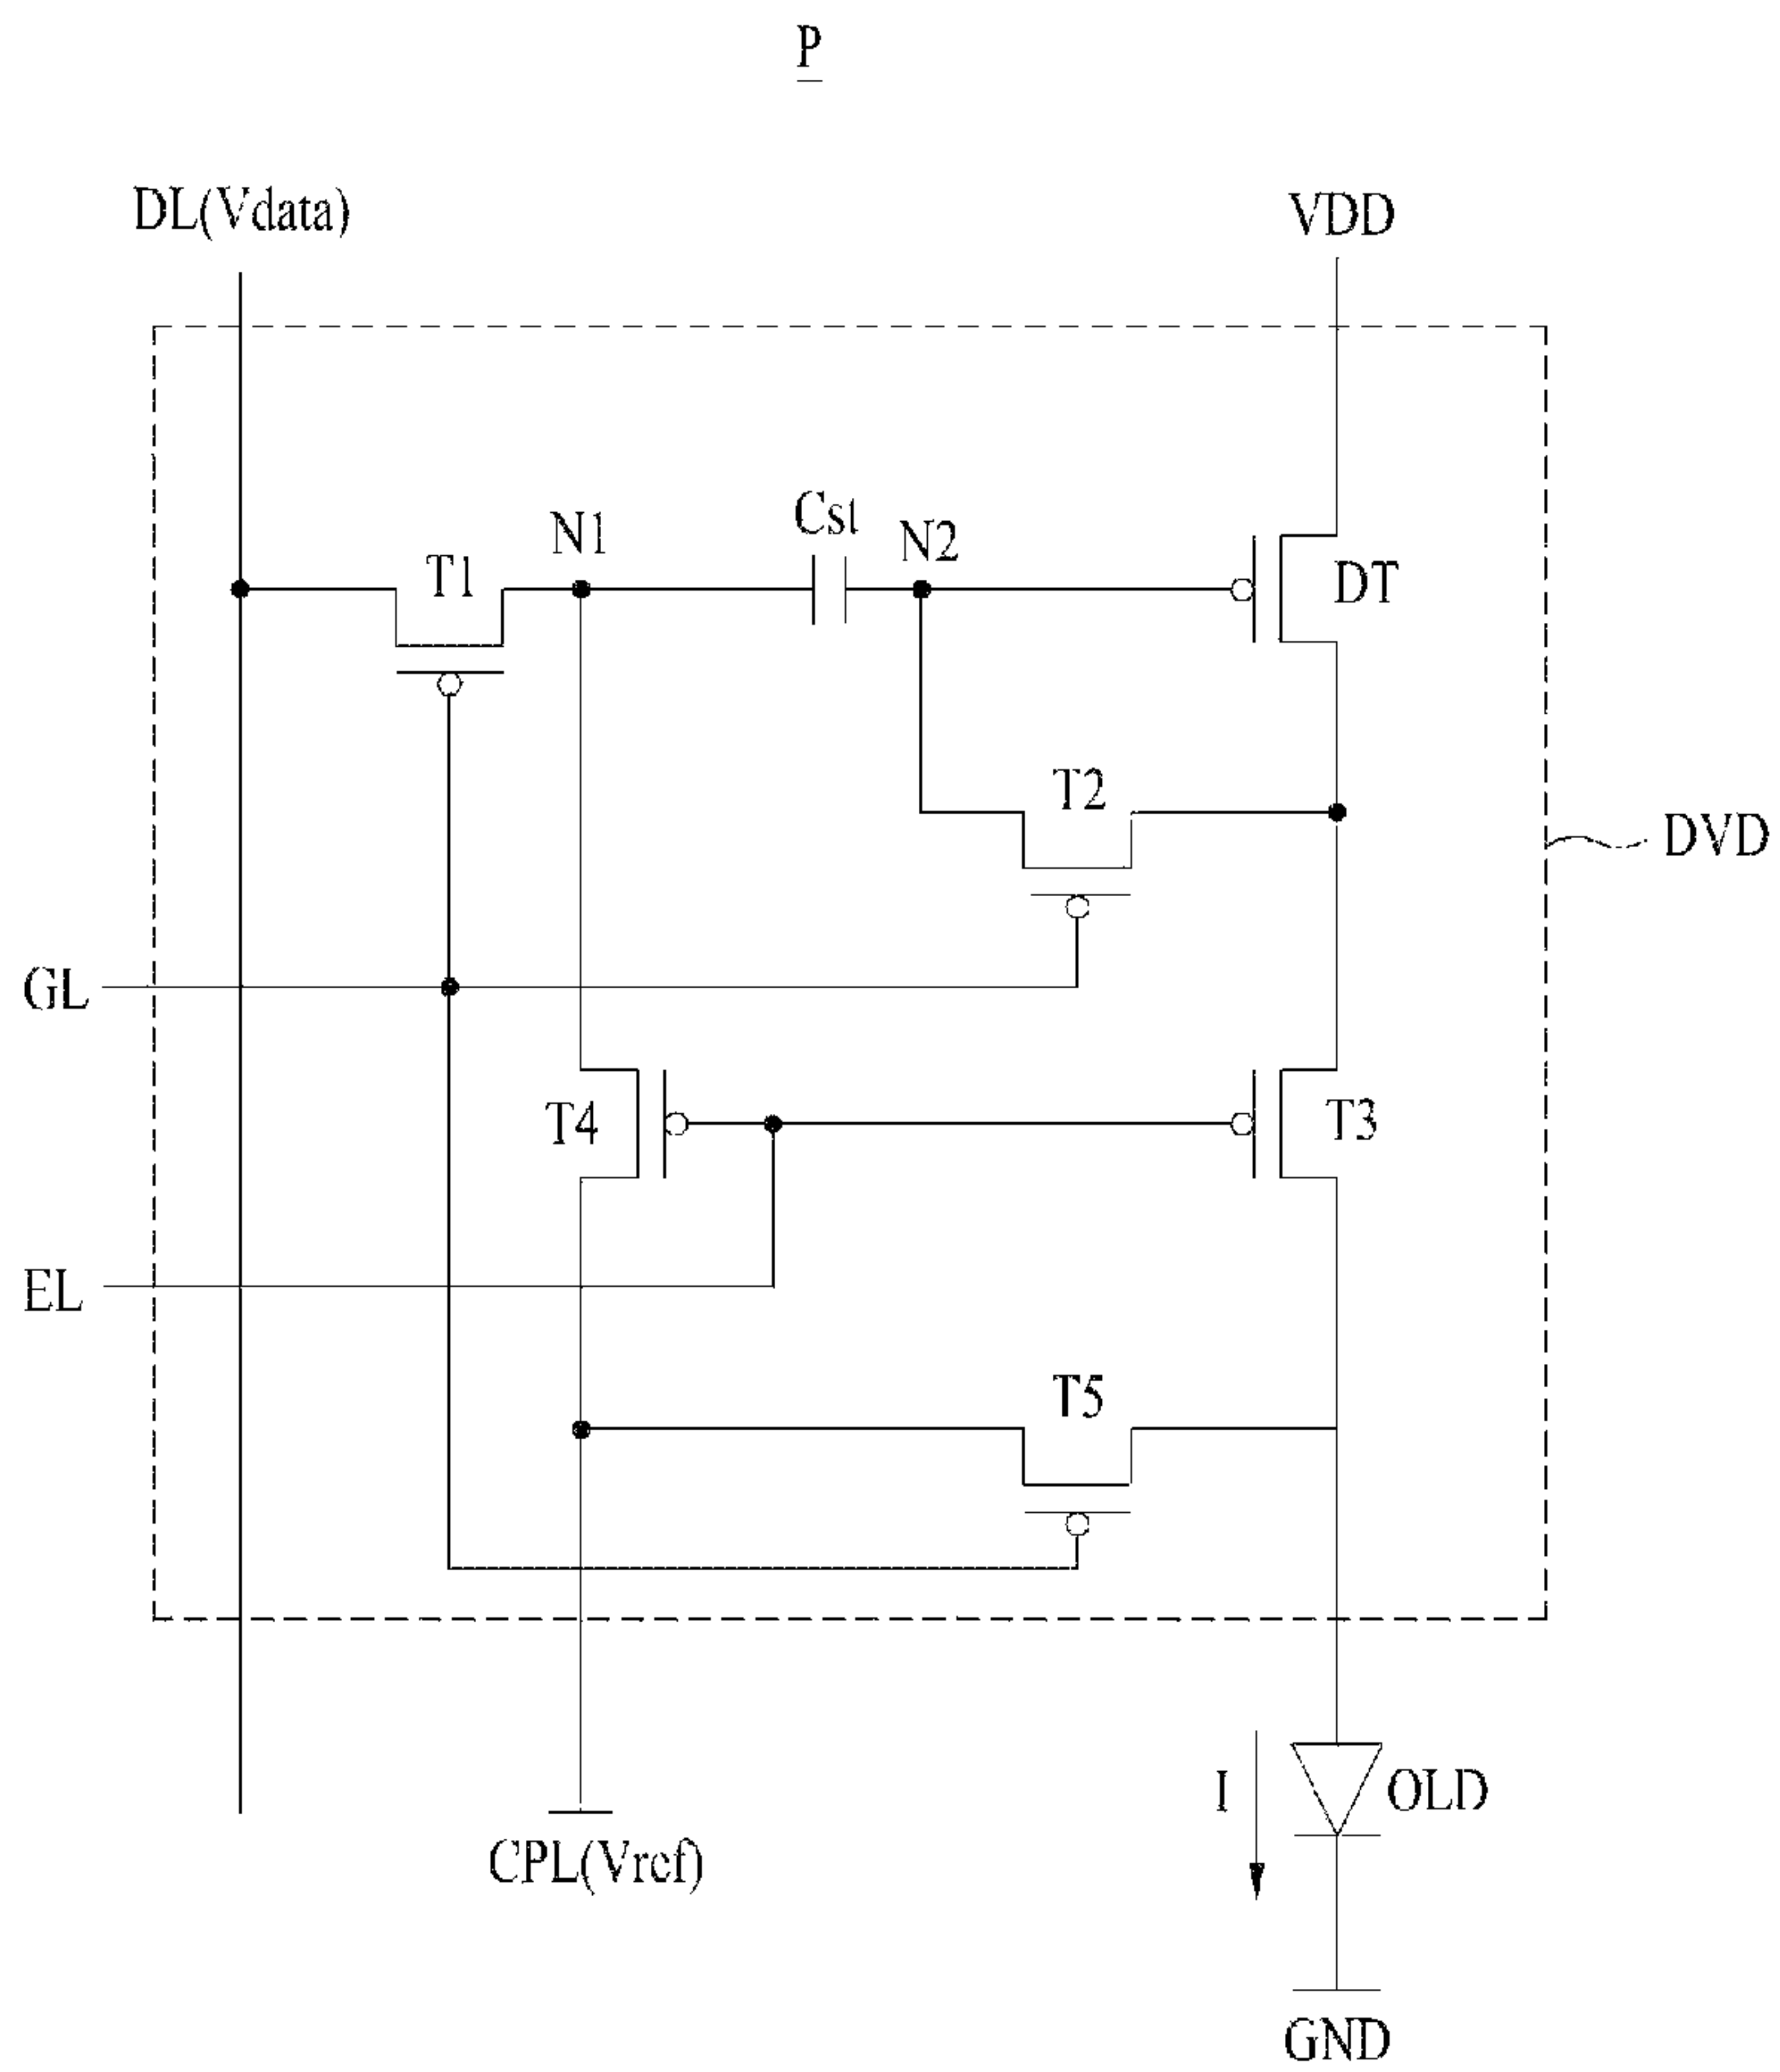 P
DL(Vdata)
VDD
Cst
N1
N2
T1
DT
T2
DVD
GL
T4
T3
EL
T5
I
OLD
CPL(Vref)
GND